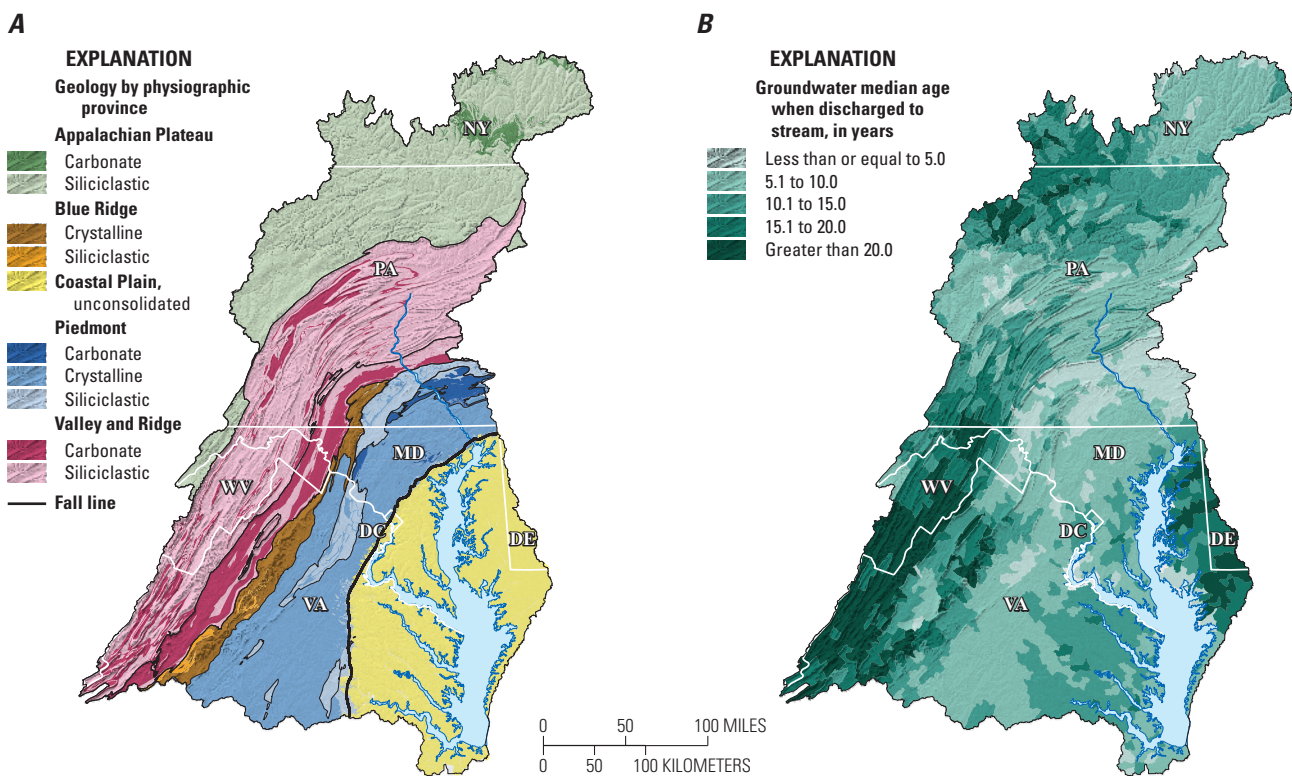 A
EXPLANATION
Geology by physiographic
province
Appalachian Plateau
Carbonate
Siliciclastic
Blue Ridge
Crystalline
Siliciclastic
Coastal Plain,
unconsolidated
Piedmont
Carbonate
Crystalline
Siliciclastic
Valley and Ridge
Carbonate
Siliciclastic
Fall line
NY
PA
MD
WV
DC
DE
VA
0 50 100 MILES
0 50 100 KILOMETERS
B
EXPLANATION
Groundwater median age
when discharged to
stream, in years
Less than or equal to 5.0
5.1 to 10.0
10.1 to 15.0
15.1 to 20.0
Greater than 20.0
NY
PA
MD
WV
DC
DE
VA